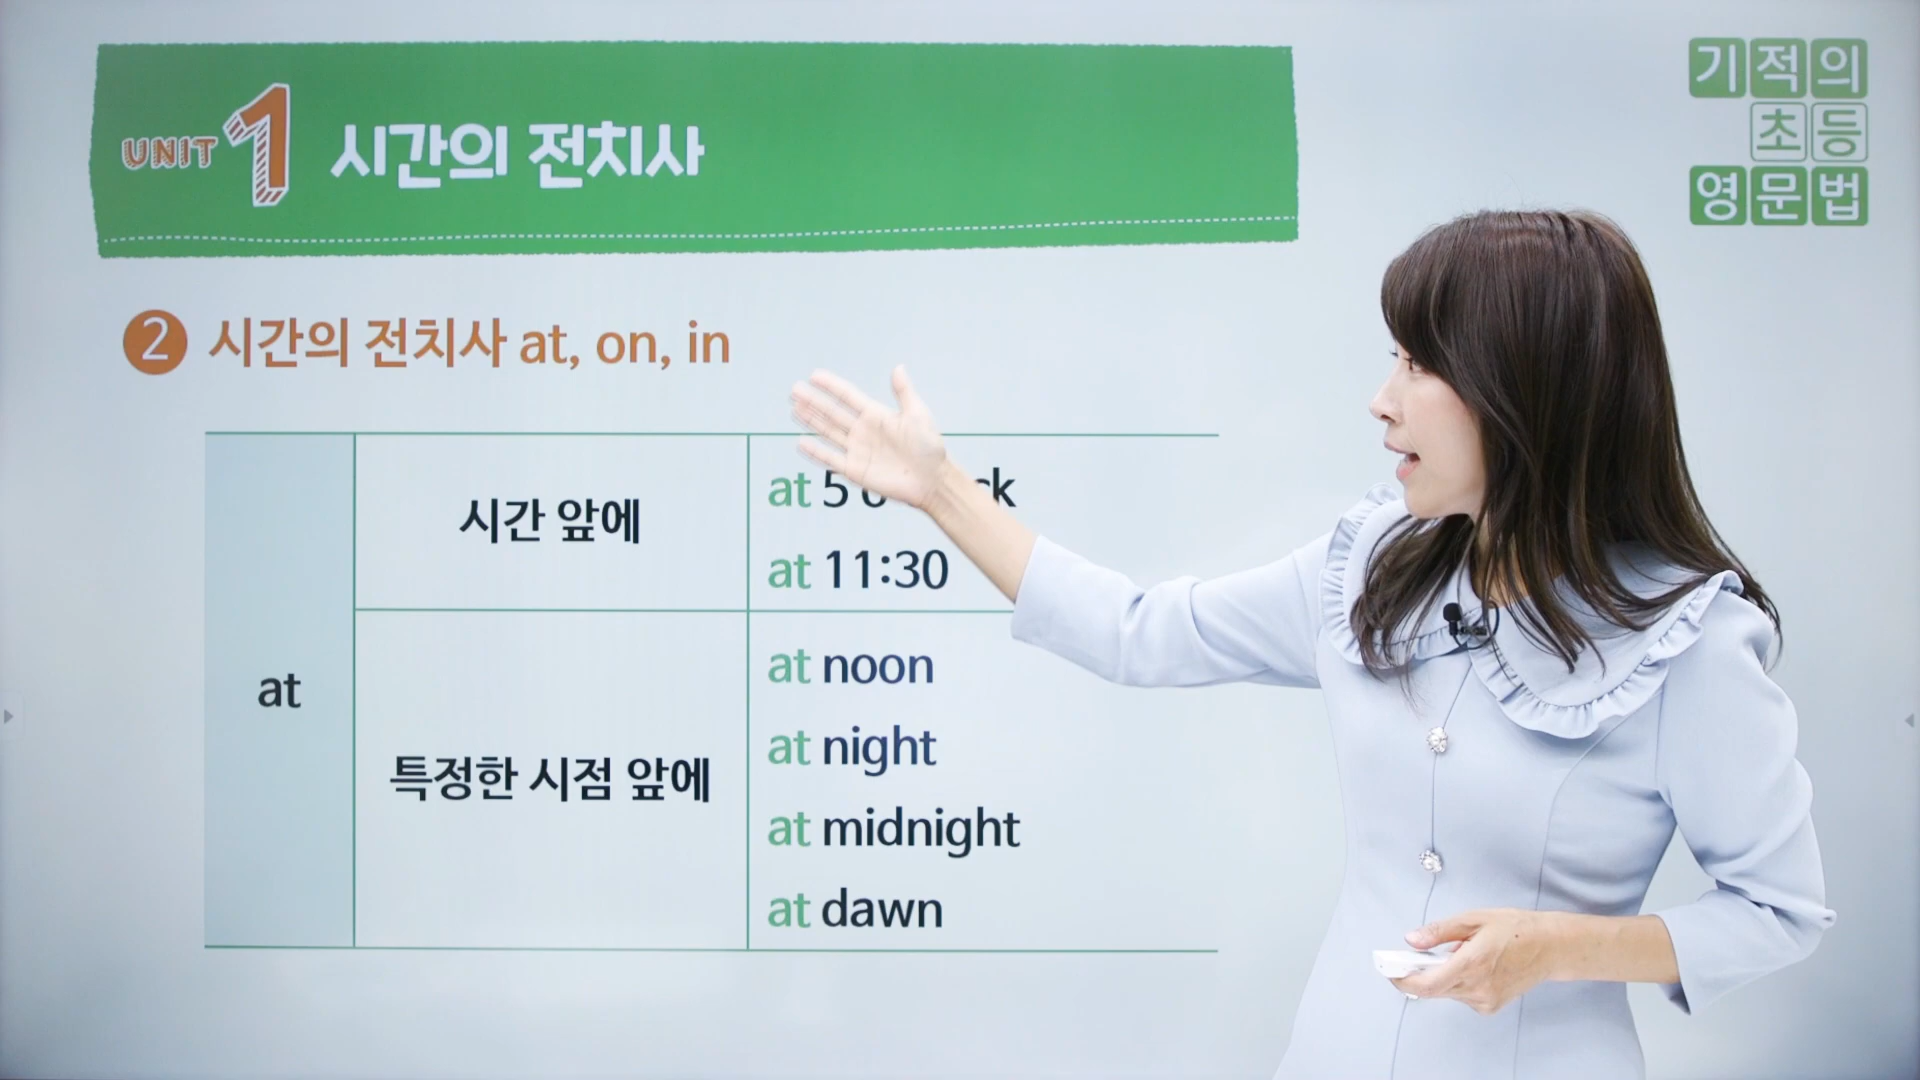 UNIT 1 시간의 전치사
기적의
초등
영문법
2 시간의 전치사 at, on, in
at
시간 앞에
at 5
at 11:30
특정한 시점 앞에
at noon
at night
at midnight
at dawn